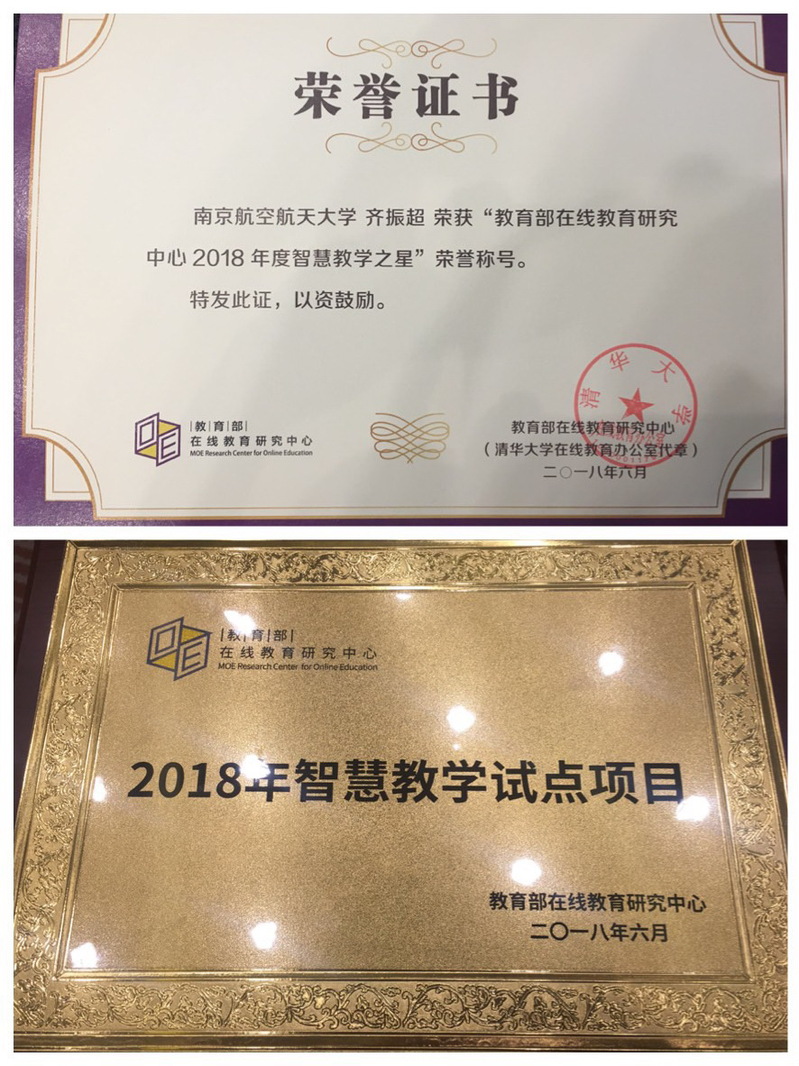 荣誉证书
南京航空航天大学 齐振超 荣获“教育部在线教育研究
中心 2018 年度智慧教学之星”荣誉称号。
特发此证，以资鼓励。
清华大学
|教|育|部|
在线教育研究中心
MOE Research Center for Online Education
教育部在线教育研究中心
（清华大学在线教育办公室代章）
二〇一八年六月
|教|育|部|
在线教育研究中心
MOE Research Center for Online Education
2018年智慧教学试点项目
教育部在线教育研究中心
二〇一八年六月